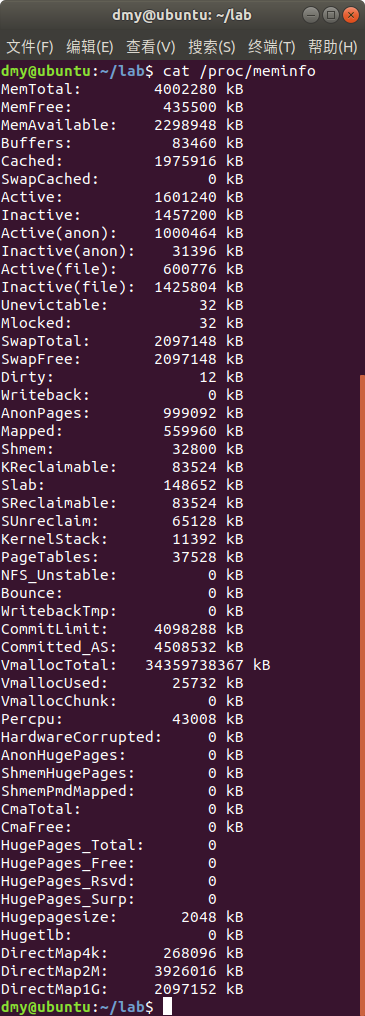 dmy@ubuntu: ~/lab
文件(F) 编辑(E) 查看(V) 搜索(S) 终端(T) 帮助(H)
dmy@ubuntu:~/lab$ cat /proc/meminfo
MemTotal:        4002280 kB
MemFree:          435500 kB
MemAvailable:    2298948 kB
Buffers:           83460 kB
Cached:          1975916 kB
SwapCached:            0 kB
Active:          1601240 kB
Inactive:        1457200 kB
Active(anon):    1000464 kB
Inactive(anon):    31396 kB
Active(file):     600776 kB
Inactive(file):  1425804 kB
Unevictable:          32 kB
Mlocked:              32 kB
SwapTotal:       2097148 kB
SwapFree:        2097148 kB
Dirty:                12 kB
Writeback:             0 kB
AnonPages:        999092 kB
Mapped:           559960 kB
Shmem:             32800 kB
KReclaimable:      83524 kB
Slab:             148652 kB
SReclaimable:      83524 kB
SUnreclaim:        65128 kB
KernelStack:       11392 kB
PageTables:        37528 kB
NFS_Unstable:          0 kB
Bounce:                0 kB
WritebackTmp:          0 kB
CommitLimit:     4098288 kB
Committed_AS:    4508532 kB
VmallocTotal:   34359738367 kB
VmallocUsed:       25732 kB
VmallocChunk:          0 kB
Percpu:            43008 kB
HardwareCorrupted:     0 kB
AnonHugePages:         0 kB
ShmemHugePages:        0 kB
ShmemPmdMapped:        0 kB
CmaTotal:              0 kB
CmaFree:               0 kB
HugePages_Total:       0
HugePages_Free:        0
HugePages_Rsvd:        0
HugePages_Surp:        0
Hugepagesize:       2048 kB
Hugetlb:               0 kB
DirectMap4k:      268096 kB
DirectMap2M:     3926016 kB
DirectMap1G:     2097152 kB
dmy@ubuntu:~/lab$